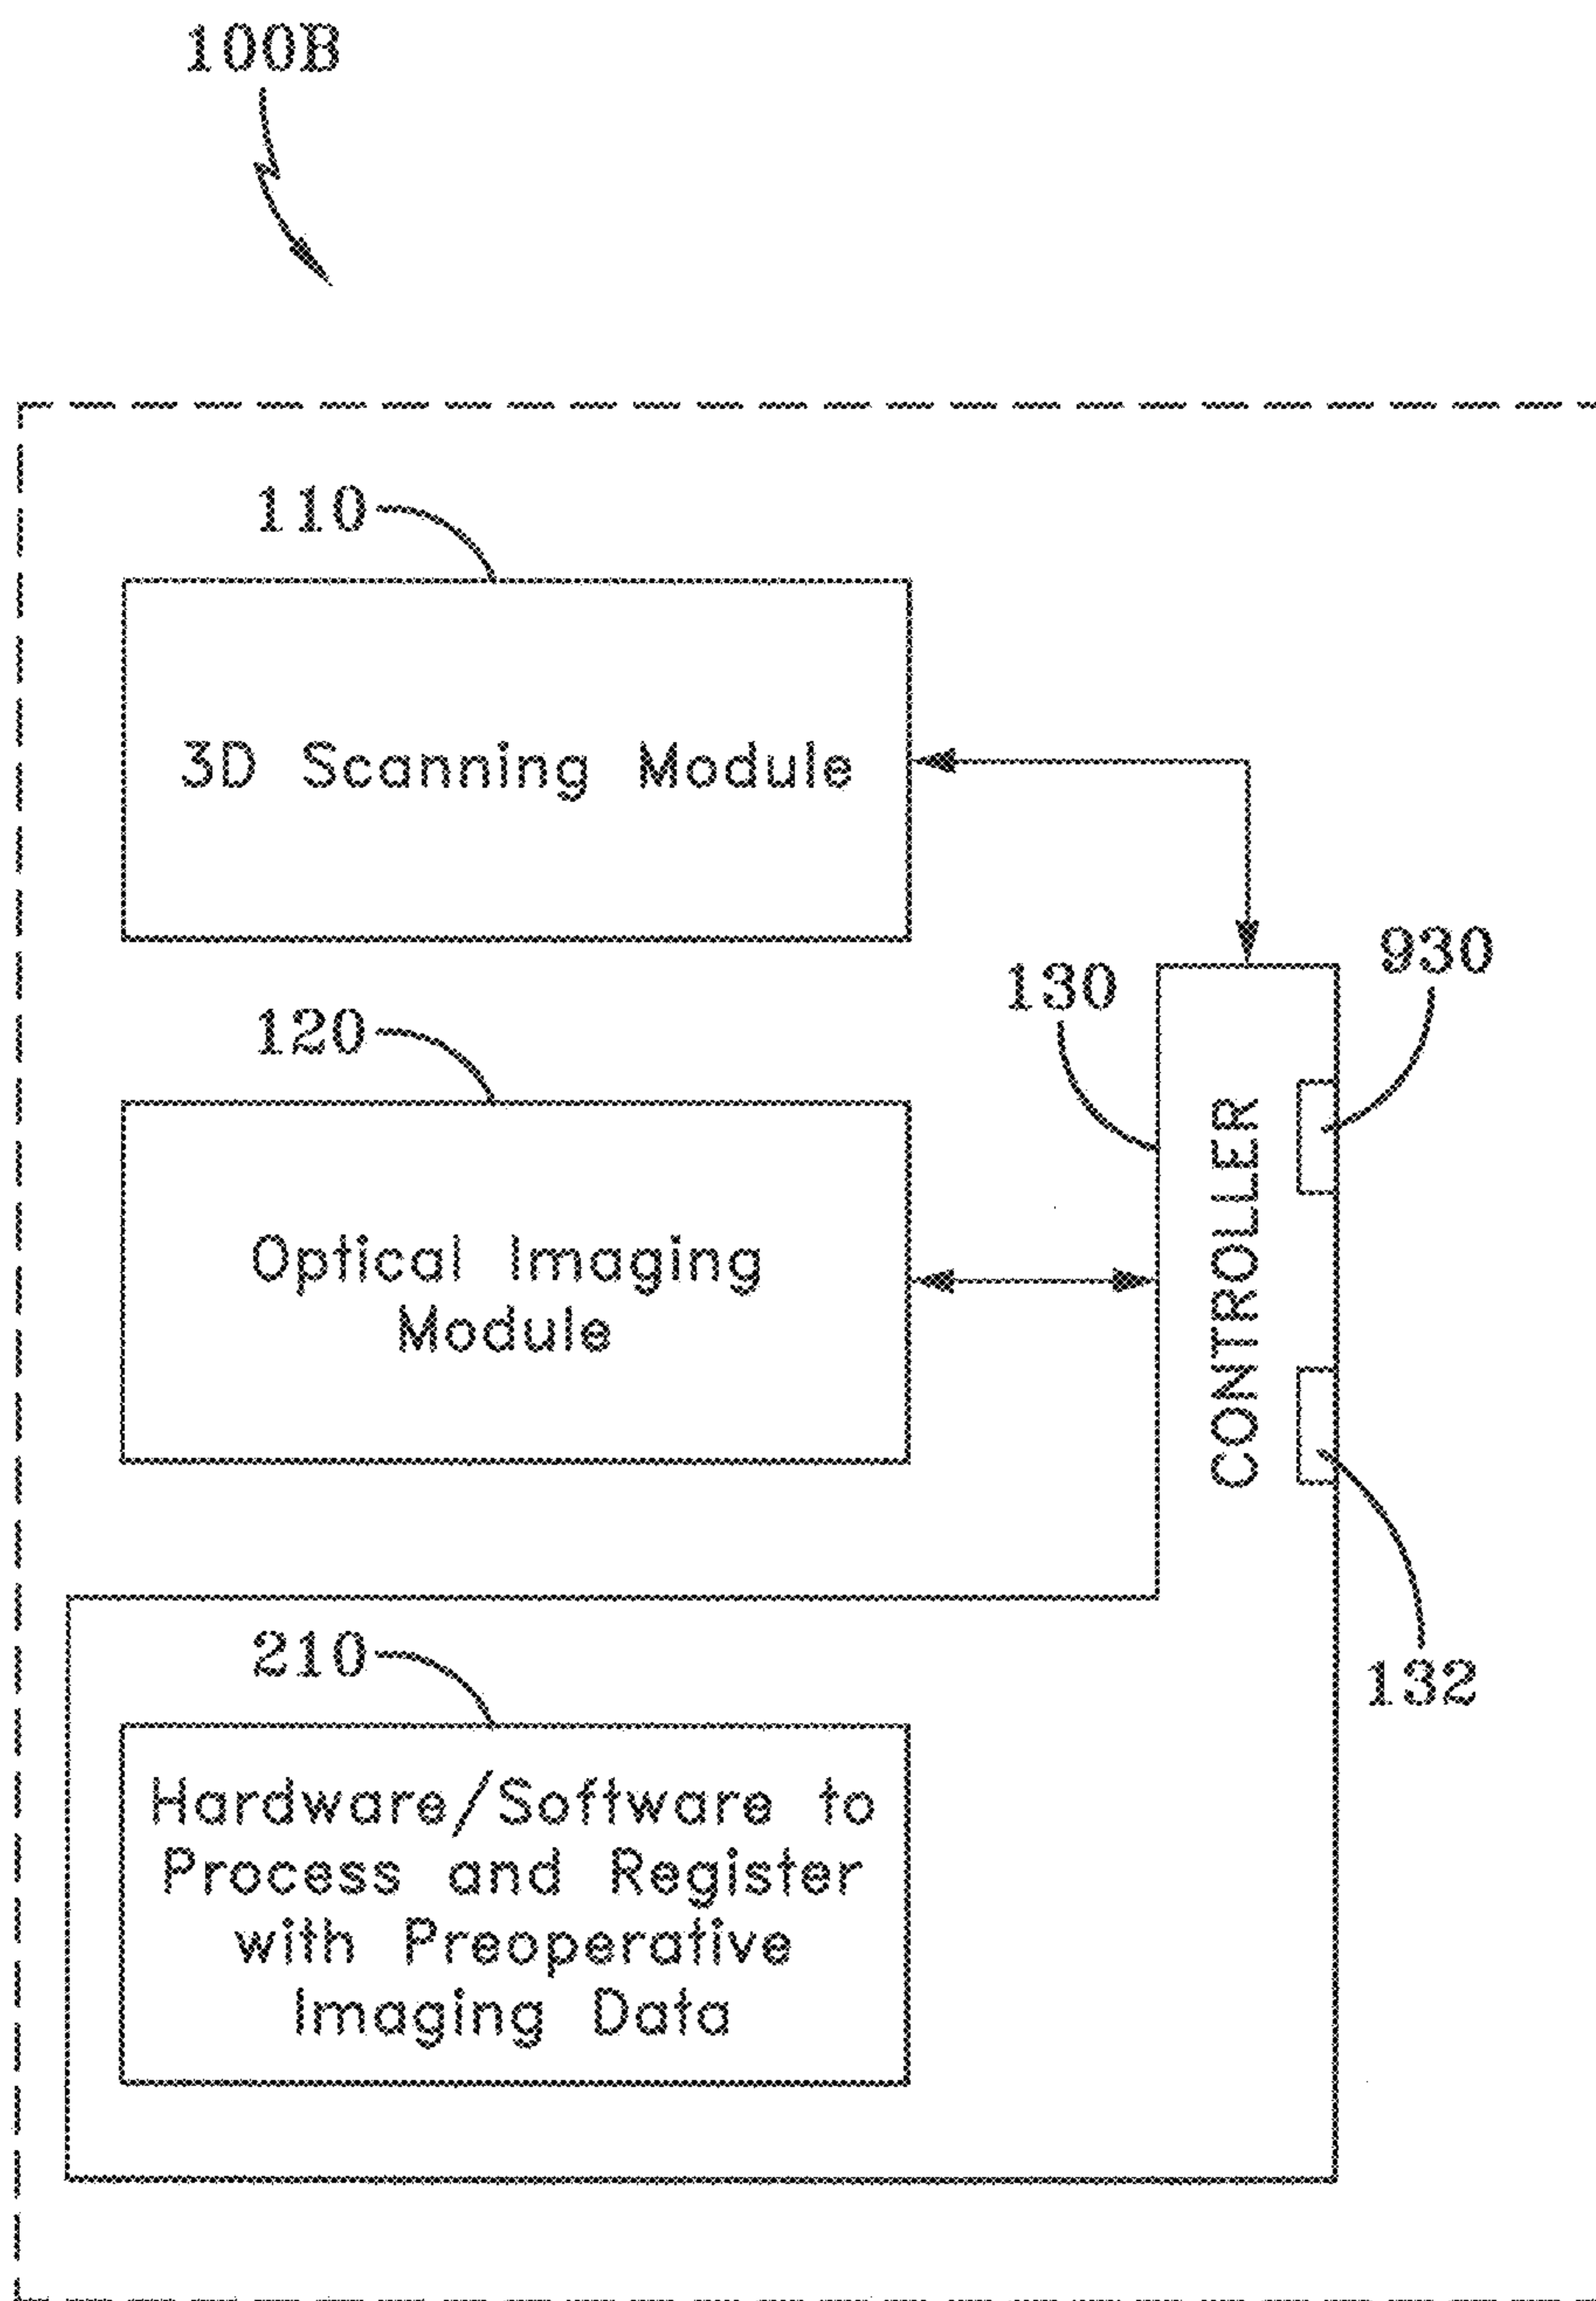 100B
110
3D Scanning Module
930
130
120
CONTROLLER
Optical Imaging
Module
210
132
Hardware/Software to
Process and Register
with Preoperative
Imaging Data